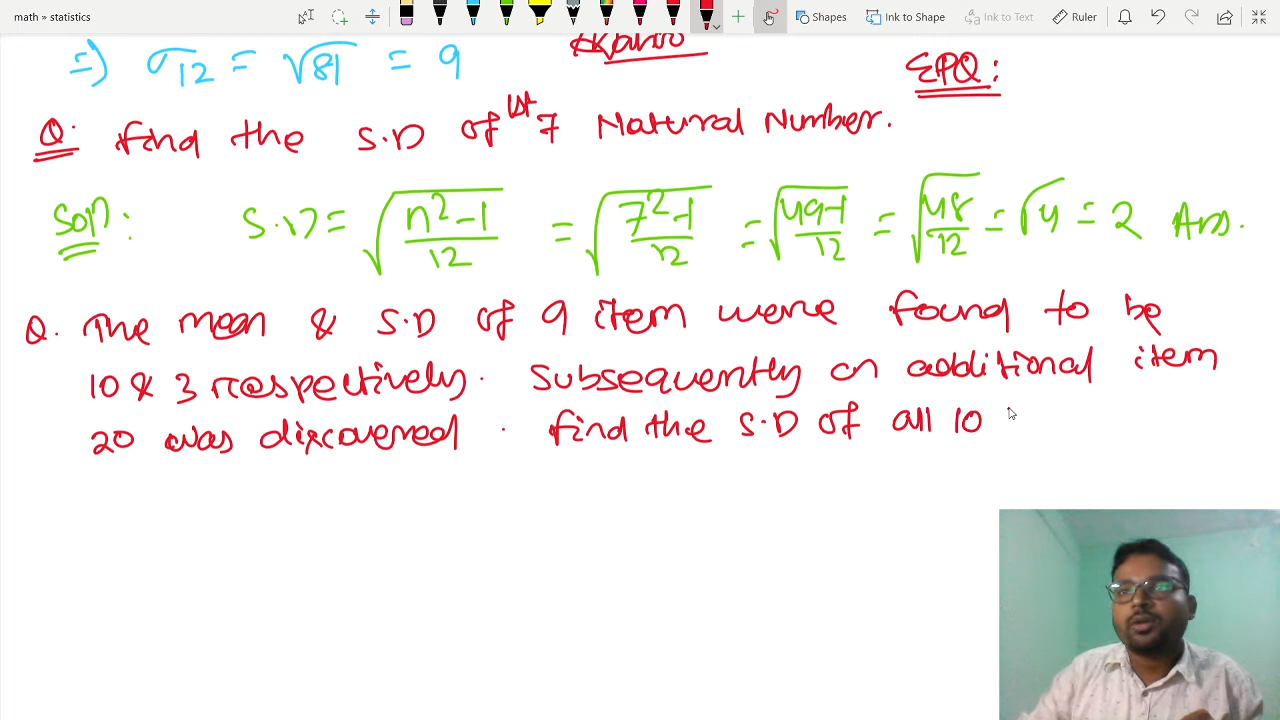 math » statistics
Shapes Ink to Shape Ink to Text Ruler
=) σ12 = √81 = 9
EPQ:
Q: find the S.D of 1st 7 Natural Number.
Soln: S.D = √(n²-1)/12 = √(7²-1)/12 = √(49-1)/12 = √48/12 = √4 = 2 Ans.
Q. The mean & S.D of 9 item were found to be
10 & 3 respectively. Subsequently an additional item
20 was discovered. find the S.D of all 10